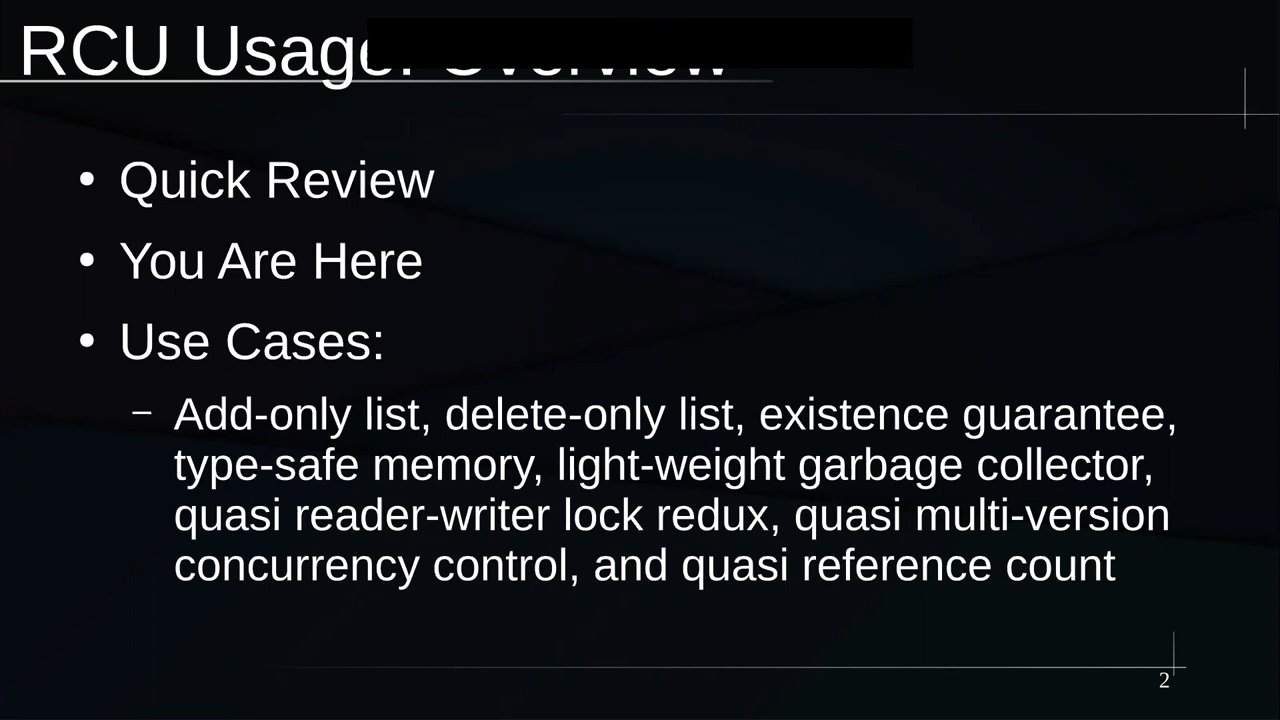 RCU Usage: Overview
• Quick Review
• You Are Here
• Use Cases:
– Add-only list, delete-only list, existence guarantee,
type-safe memory, light-weight garbage collector,
quasi reader-writer lock redux, quasi multi-version
concurrency control, and quasi reference count
2